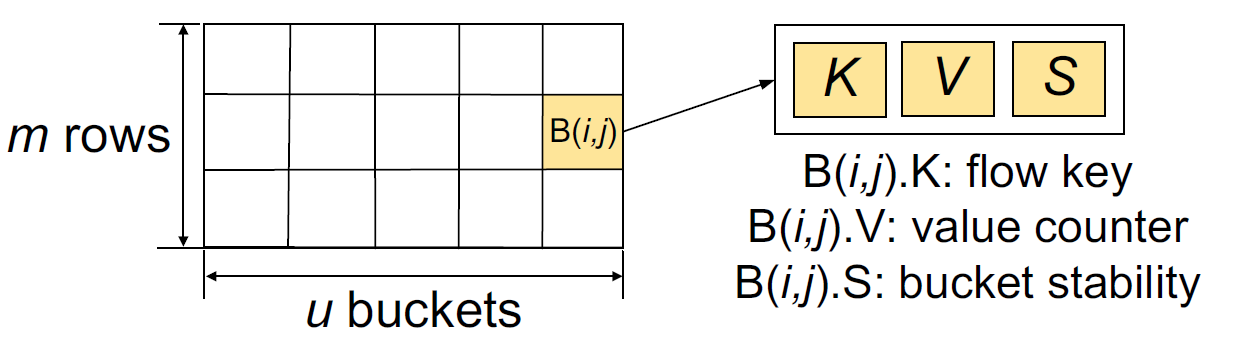 m rows
B(i,j)
u buckets
K V S
B(i,j).K: flow key
B(i,j).V: value counter
B(i,j).S: bucket stability